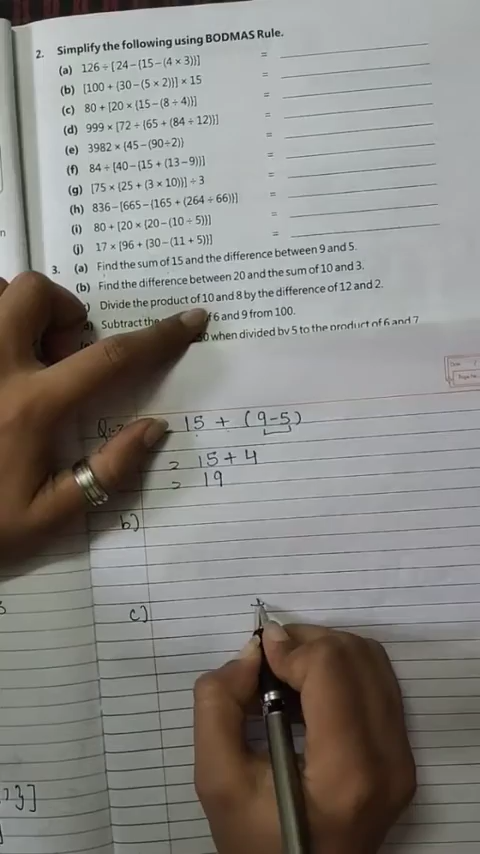 2. Simplify the following using BODMAS Rule.
(a) 126 ÷ [24 – {15 – (4 × 3)}] =
(b) [100 + {30 – (5 × 2)}] × 15 =
(c) 80 + [20 × {15 – (8 ÷ 4)}] =
(d) 999 × [72 ÷ {65 + (84 ÷ 12)}] =
(e) 3982 × {45 – (90 ÷ 2)} =
(f) 84 ÷ [40 – {15 + (13 – 9)}] =
(g) [75 × {25 + (3 × 10)}] ÷ 3 =
(h) 836 – [665 – {165 + (264 ÷ 66)}] =
(i) 80 + [20 × {20 – (10 ÷ 5)}] =
(j) 17 × [96 + {30 – (11 + 5)}] =
3. (a) Find the sum of 15 and the difference between 9 and 5.
(b) Find the difference between 20 and the sum of 10 and 3.
Divide the product of 10 and 8 by the difference of 12 and 2.
Subtract the of 6 and 9 from 100.
50 when divided by 5 to the product of 6 and 7
15 + (9-5)
= 15 + 4
= 19
b)
c)